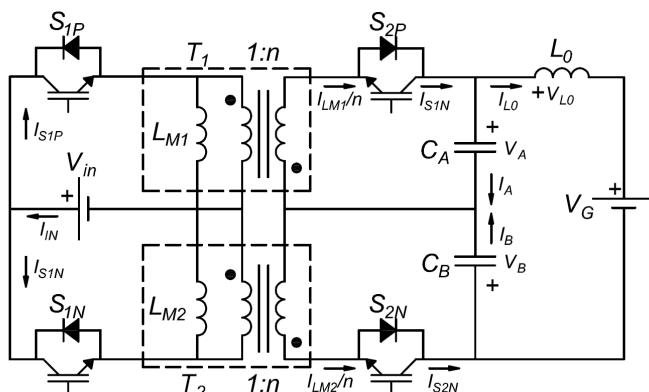 S1P
T1
1:n
S2P
L0
ILM1/n
IS1N
IL0
+VL0
IS1P
LM1
CA
+
VA
Vin
+
IA
IIN
IB
VG
+
IS1N
CB
VB
+
S1N
LM2
S2N
T2
1:n
ILM2/n
IS2N